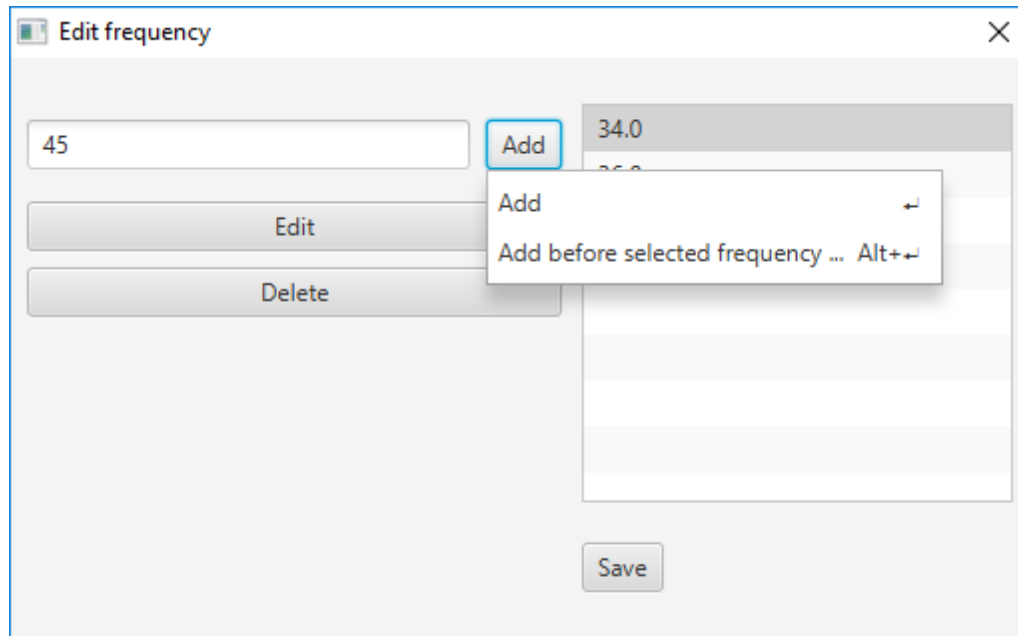 Edit frequency
45
Add
34.0
Add ↵
Add before selected frequency ... Alt+↵
Edit
Delete
Save